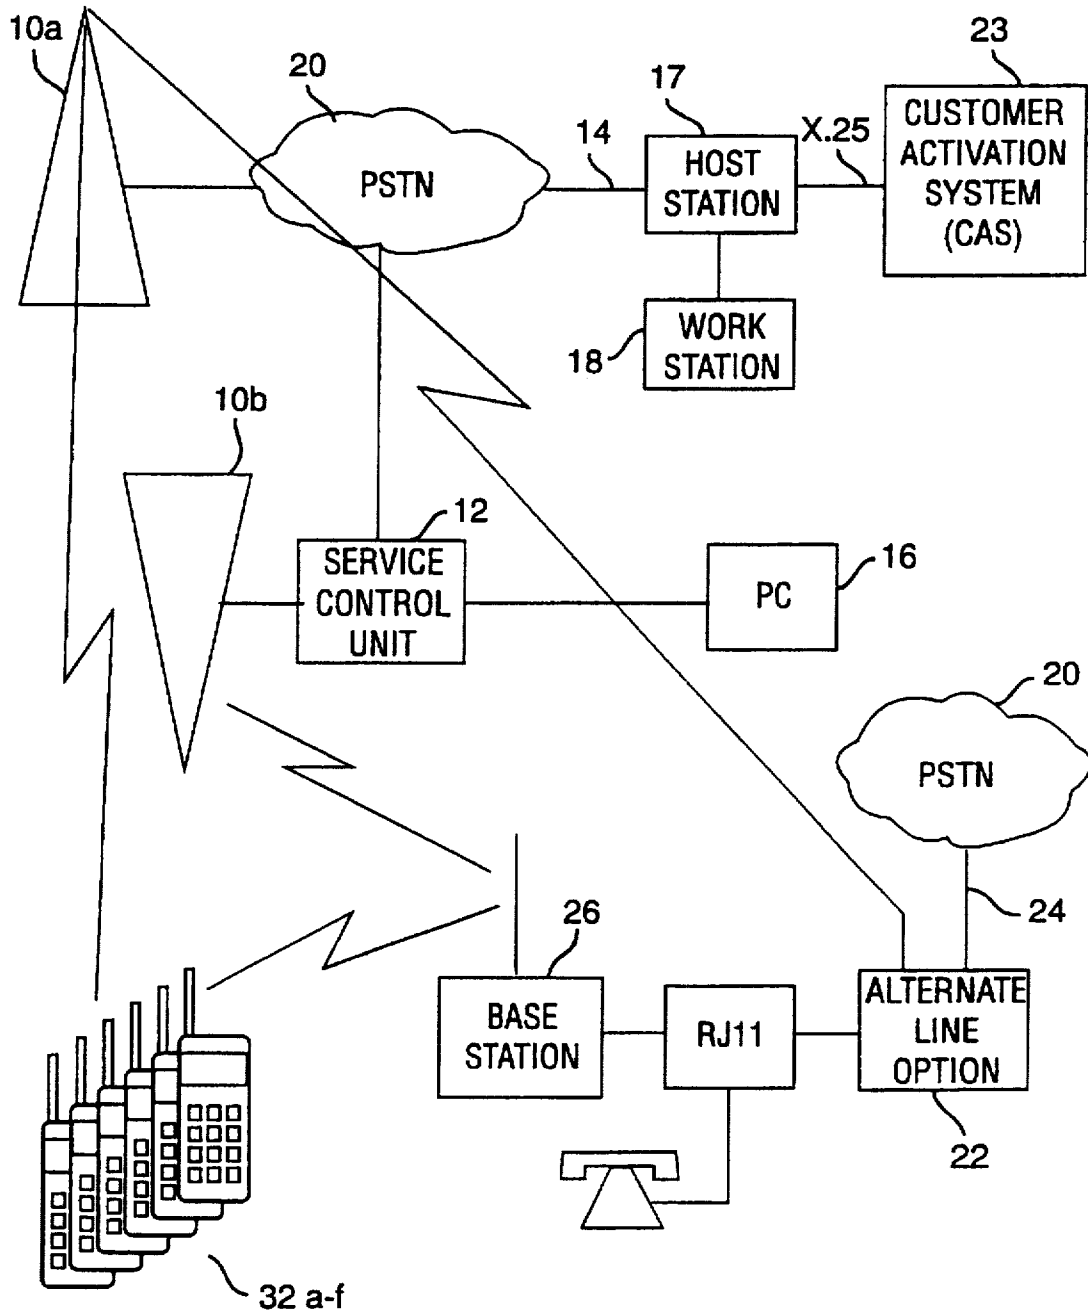 10a
20
PSTN
14
17
HOST
STATION
X.25
23
CUSTOMER
ACTIVATION
SYSTEM
(CAS)
18
WORK
STATION
10b
12
SERVICE
CONTROL
UNIT
PC
16
20
PSTN
24
26
BASE
STATION
RJ11
ALTERNATE
LINE
OPTION
22
32 a-f